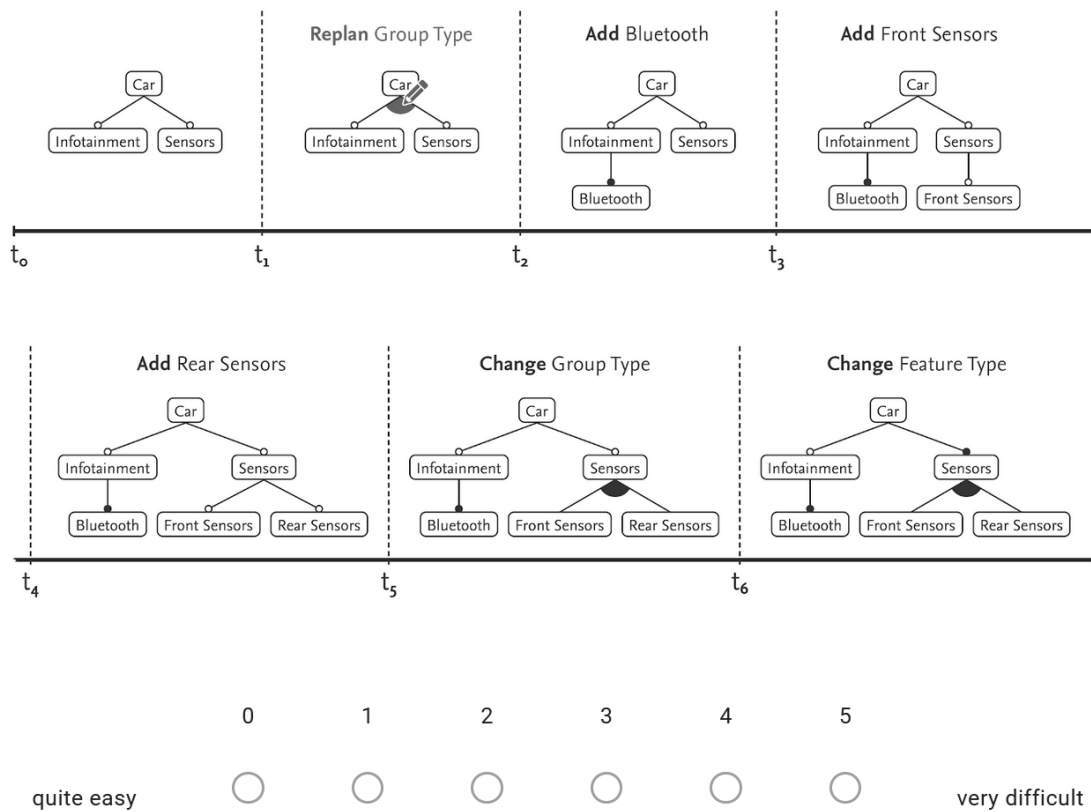 Replan Group Type Add Bluetooth Add Front Sensors
Car Car Car Car
Infotainment Sensors Infotainment Sensors Infotainment Sensors Infotainment Sensors
Bluetooth Bluetooth Front Sensors
t₀ t₁ t₂ t₃
Add Rear Sensors Change Group Type Change Feature Type
Car Car Car
Infotainment Sensors Infotainment Sensors Infotainment Sensors
Bluetooth Front Sensors Rear Sensors Bluetooth Front Sensors Rear Sensors Bluetooth Front Sensors Rear Sensors
t₄ t₅ t₆
0 1 2 3 4 5
quite easy very difficult